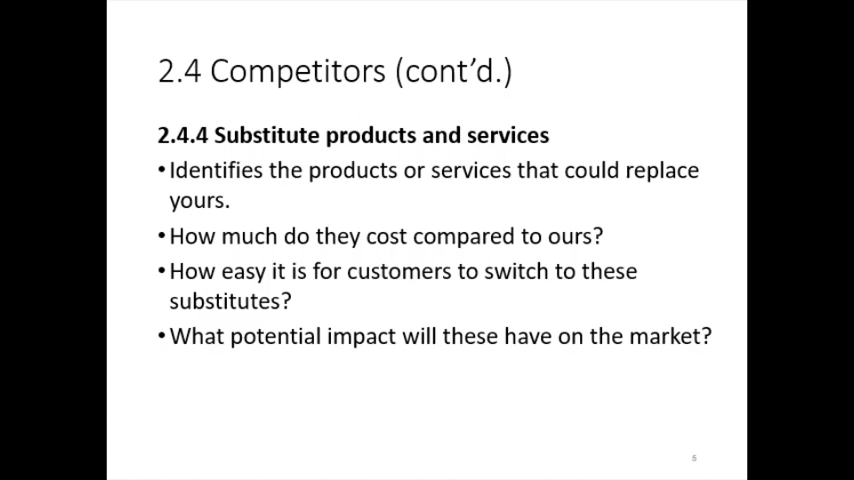 2.4 Competitors (cont’d.)
2.4.4 Substitute products and services
•Identifies the products or services that could replace
yours.
•How much do they cost compared to ours?
•How easy it is for customers to switch to these
substitutes?
•What potential impact will these have on the market?
5